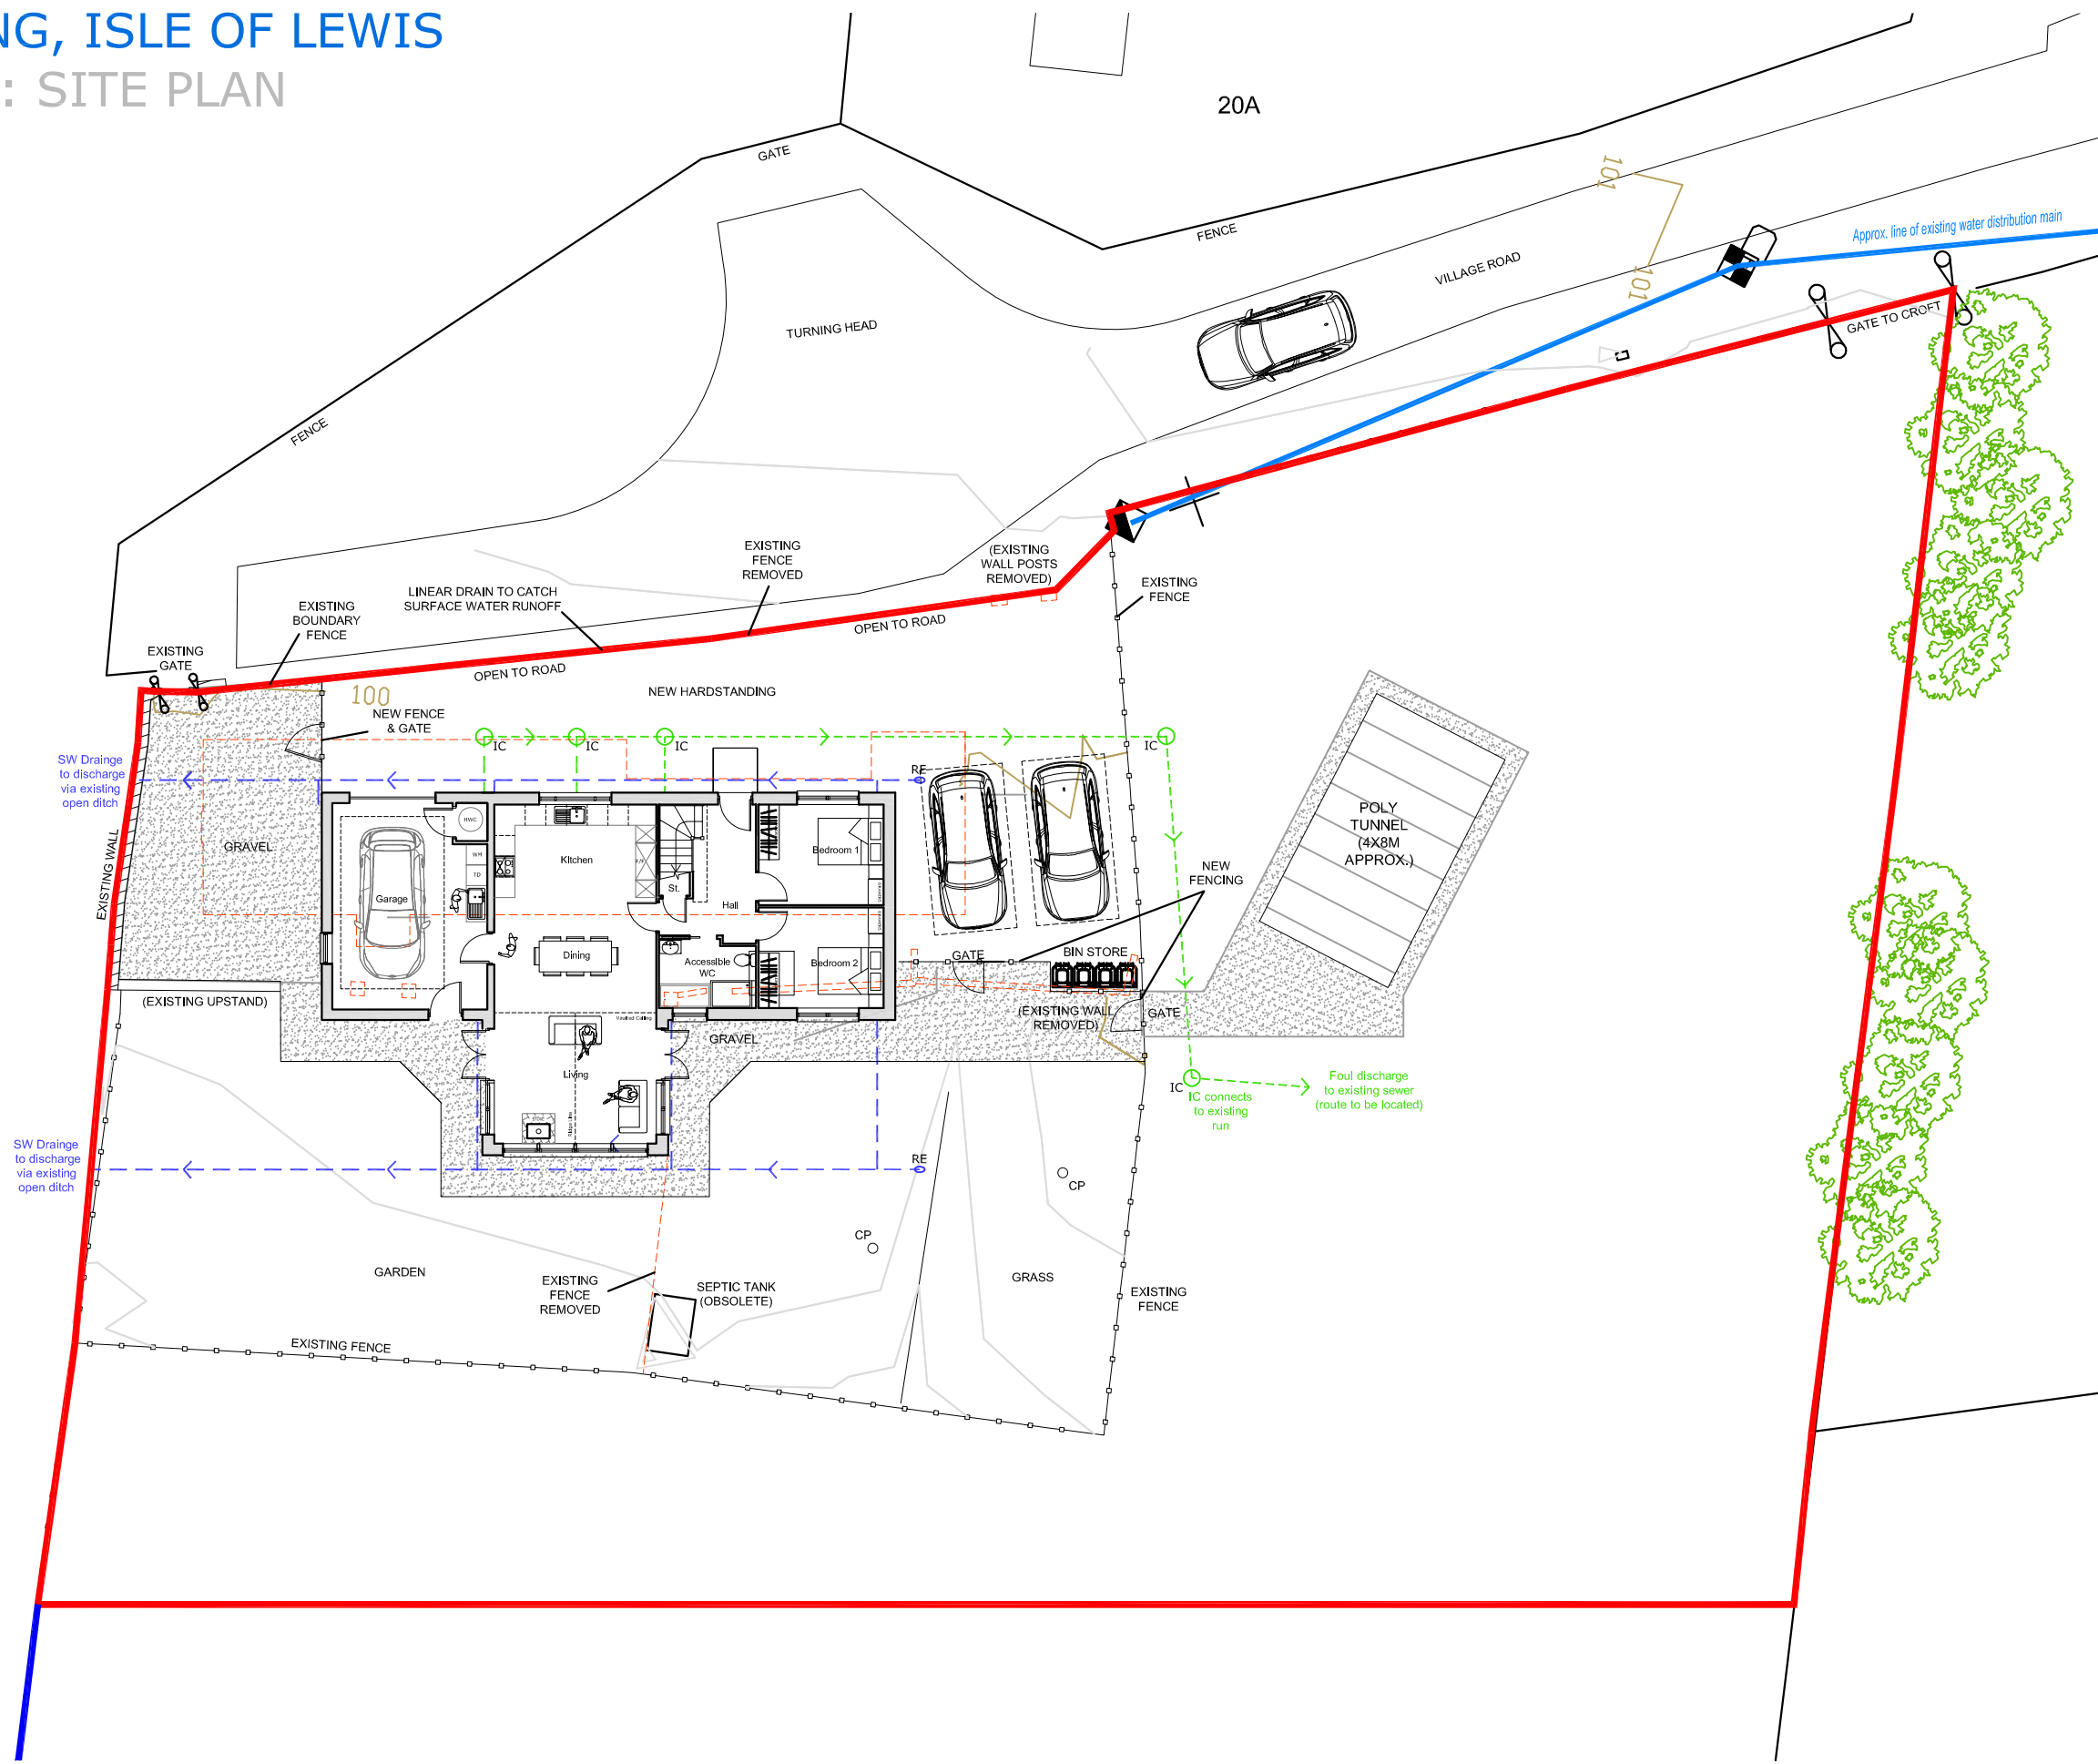 NG, ISLE OF LEWIS
: SITE PLAN
20A
GATE
FENCE
FENCE
101
101
VILLAGE ROAD
Approx. line of existing water distribution main
GATE TO CROFT
TURNING HEAD
EXISTING
FENCE
REMOVED
(EXISTING
WALL POSTS
REMOVED)
EXISTING
FENCE
LINEAR DRAIN TO CATCH
SURFACE WATER RUNOFF
EXISTING
BOUNDARY
FENCE
EXISTING
GATE
OPEN TO ROAD
OPEN TO ROAD
NEW HARDSTANDING
100
NEW FENCE
& GATE
IC
IC
IC
IC
SW Drainge
to discharge
via existing
open ditch
RE
EXISTING WALL
GRAVEL
HWC
WM
TD
Garage
Kitchen
St.
Hall
Bedroom 1
Bedroom 2
Dining
Accessible
WC
Vaulted Ceiling
Living
Ridge Line
POLY
TUNNEL
(4X8M
APPROX.)
NEW
FENCING
GATE
BIN STORE
(EXISTING WALL
REMOVED)
GATE
(EXISTING UPSTAND)
GRAVEL
IC
IC connects
to existing
run
Foul discharge
to existing sewer
(route to be located)
SW Drainge
to discharge
via existing
open ditch
RE
CP
CP
GARDEN
EXISTING
FENCE
REMOVED
SEPTIC TANK
(OBSOLETE)
GRASS
EXISTING
FENCE
EXISTING FENCE